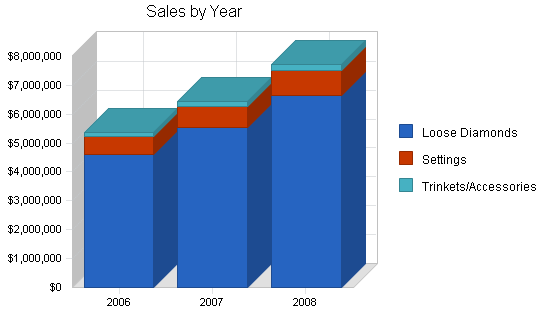 Sales by Year
$8,000,000
$7,000,000
$6,000,000
$5,000,000
$4,000,000
$3,000,000
$2,000,000
$1,000,000
$0
2006 2007 2008
Loose Diamonds
Settings
Trinkets/Accessories